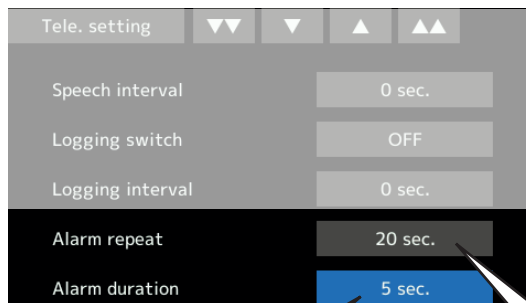 Tele. setting ▼▼ ▼ ▲ ▲▲
Speech interval 0 sec.
Logging switch OFF
Logging interval 0 sec.
Alarm repeat 20 sec.
Alarm duration 5 sec.